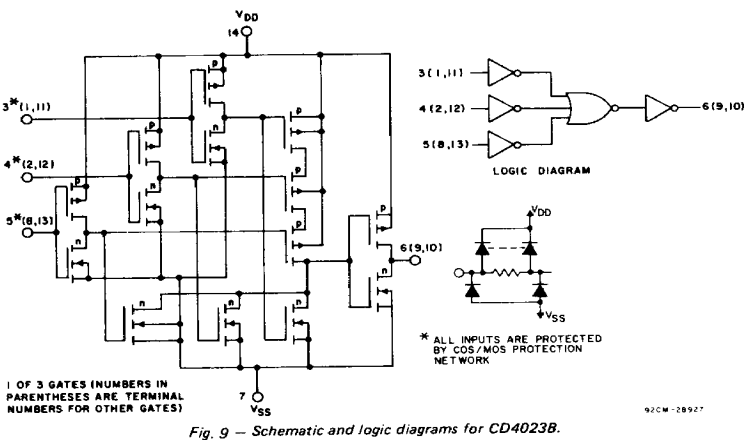 VDD
14
3*(1,11)
4*(2,12)
5*(8,13)
p
p
p
p
p
p
p
n
n
n
n
n
n
n
6(9,10)
7
VSS
1 OF 3 GATES (NUMBERS IN
PARENTHESES ARE TERMINAL
NUMBERS FOR OTHER GATES)
3(1,11)
4(2,12)
5(8,13)
6(9,10)
LOGIC DIAGRAM
VDD
VSS
* ALL INPUTS ARE PROTECTED
BY COS/MOS PROTECTION
NETWORK
92CM-28927
Fig. 9 — Schematic and logic diagrams for CD4023B.